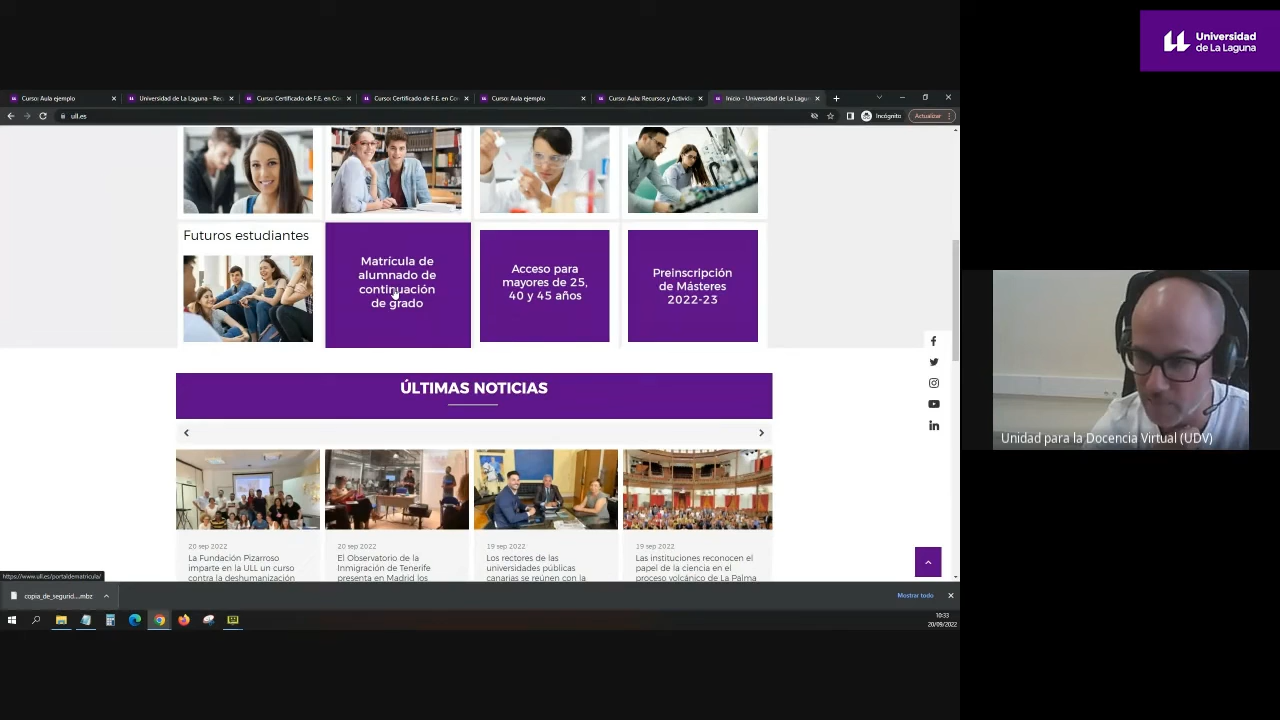 Universidad
de La Laguna
Curso: Aula ejemplo
Universidad de La Laguna - Re
Curso: Certificado de F.E. en Co
Curso: Certificado de F.E. en Co
Curso: Aula ejemplo
Curso: Aula: Recursos y Activida
Inicio - Universidad de La Lagu
ull.es
Incógnito
Actualizar
Futuros estudiantes
Matrícula de
alumnado de
continuación
de grado
Acceso para
mayores de 25,
40 y 45 años
Preinscripción
de Másteres
2022-23
ÚLTIMAS NOTICIAS
20 sep 2022
La Fundación Pizarroso
imparte en la ULL un curso
contra la deshumanización
20 sep 2022
El Observatorio de la
Inmigración de Tenerife
presenta en Madrid los
19 sep 2022
Los rectores de las
universidades públicas
canarias se reúnen con la
19 sep 2022
Las instituciones reconocen el
papel de la ciencia en el
proceso volcánico de La Palma
https://www.ull.es/portaldematricula/
copia_de_segurid....mbz
Mostrar todo
10:33
20/09/2022
Unidad para la Docencia Virtual (UDV)